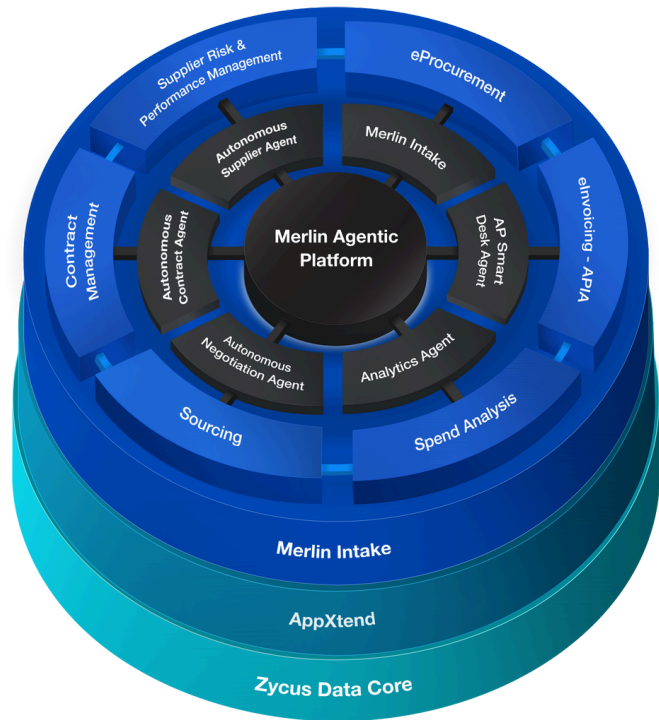 Supplier Risk &
Performance Management
eProcurement
Autonomous
Supplier Agent
Merlin Intake
Contract
Management
Autonomous
Contract Agent
Merlin Agentic
Platform
AP Smart
Desk Agent
eInvoicing - APIA
Autonomous
Negotiation Agent
Analytics Agent
Sourcing
Spend Analysis
Merlin Intake
AppXtend
Zycus Data Core